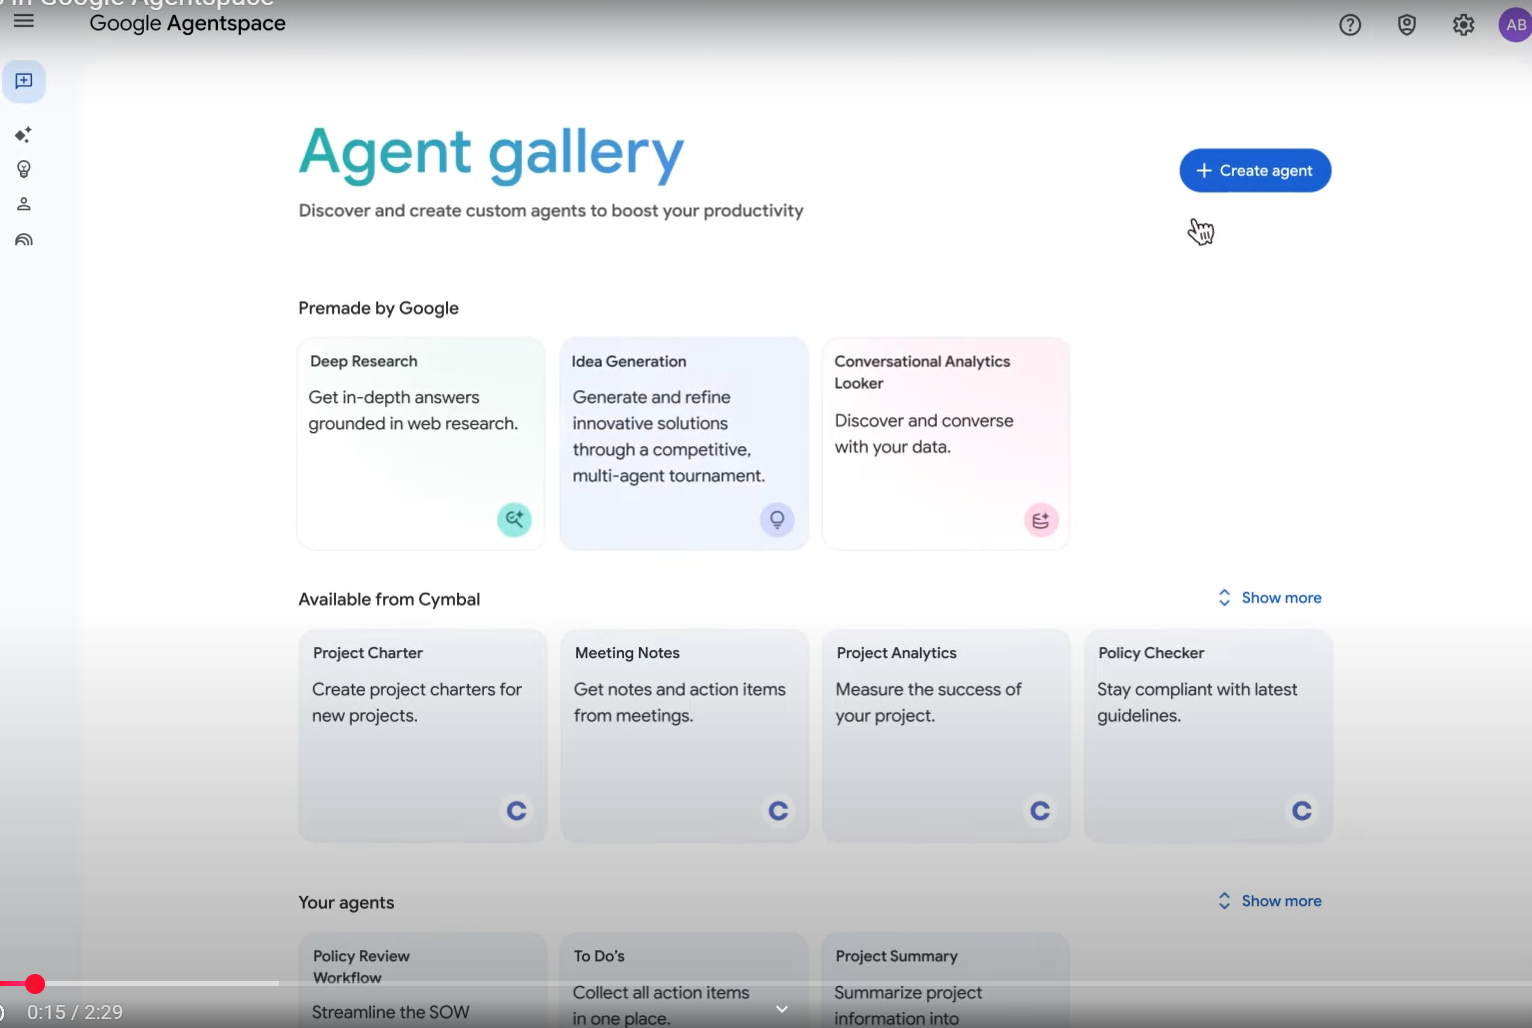 in Google Agentspace
Google Agentspace
AB
Agent gallery
+ Create agent
Discover and create custom agents to boost your productivity
Premade by Google
Deep Research
Get in-depth answers
grounded in web research.
Idea Generation
Generate and refine
innovative solutions
through a competitive,
multi-agent tournament.
Conversational Analytics
Looker
Discover and converse
with your data.
Available from Cymbal
Show more
Project Charter
Create project charters for
new projects.
C
Meeting Notes
Get notes and action items
from meetings.
C
Project Analytics
Measure the success of
your project.
C
Policy Checker
Stay compliant with latest
guidelines.
C
Your agents
Show more
Policy Review
Workflow
Streamline the SOW
To Do's
Collect all action items
in one place.
Project Summary
Summarize project
information into
0:15 / 2:29